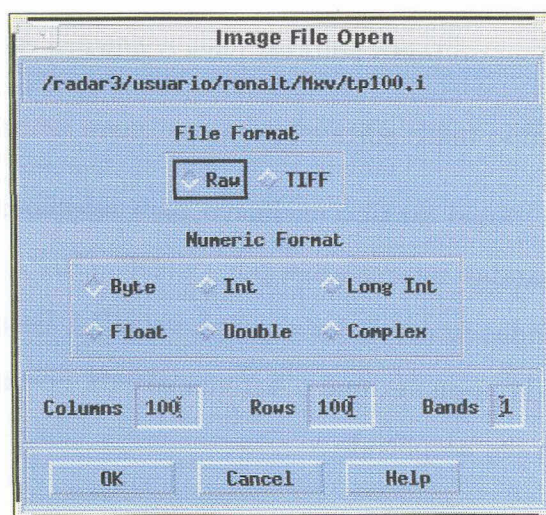 Image File Open
/radar3/usuario/ronalt/Mxv/tp100.i
File Format
Raw TIFF
Numeric Format
Byte Int Long Int
Float Double Complex
Columns 100 Rows 100 Bands 1
OK Cancel Help